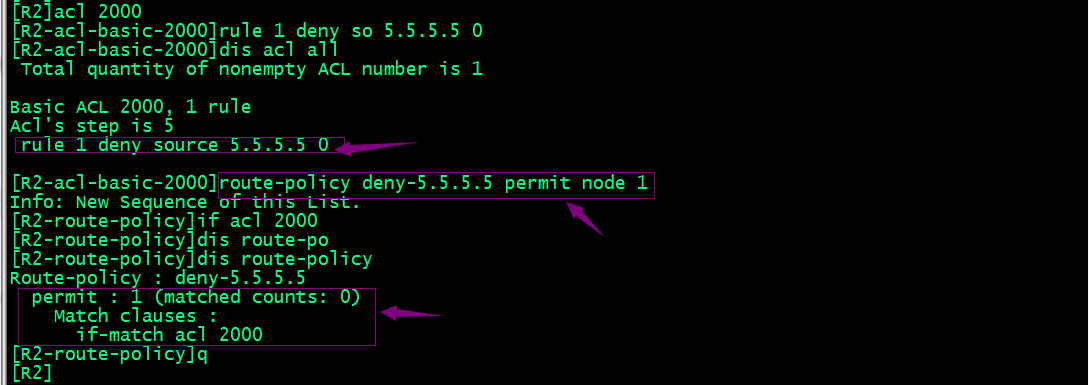 [R2]acl 2000
[R2-acl-basic-2000]rule 1 deny so 5.5.5.5 0
[R2-acl-basic-2000]dis acl all
 Total quantity of nonempty ACL number is 1
Basic ACL 2000, 1 rule
Acl's step is 5
 rule 1 deny source 5.5.5.5 0
[R2-acl-basic-2000]route-policy deny-5.5.5.5 permit node 1
Info: New Sequence of this List.
[R2-route-policy]if acl 2000
[R2-route-policy]dis route-po
[R2-route-policy]dis route-policy
Route-policy : deny-5.5.5.5
  permit : 1 (matched counts: 0)
    Match clauses :
      if-match acl 2000
[R2-route-policy]q
[R2]